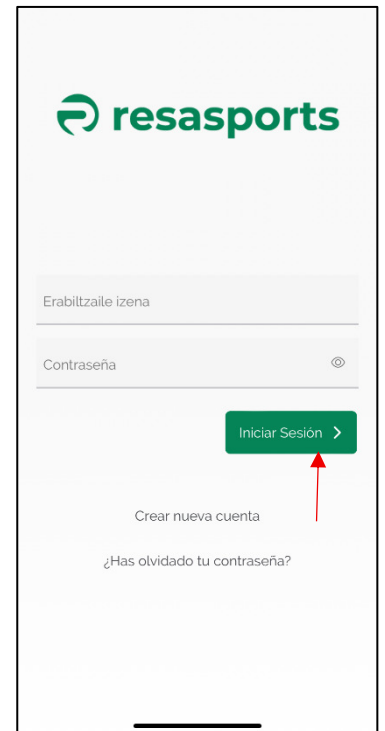 resasports
Erabiltzaile izena
Contraseña
Iniciar Sesión
Crear nueva cuenta
¿Has olvidado tu contraseña?